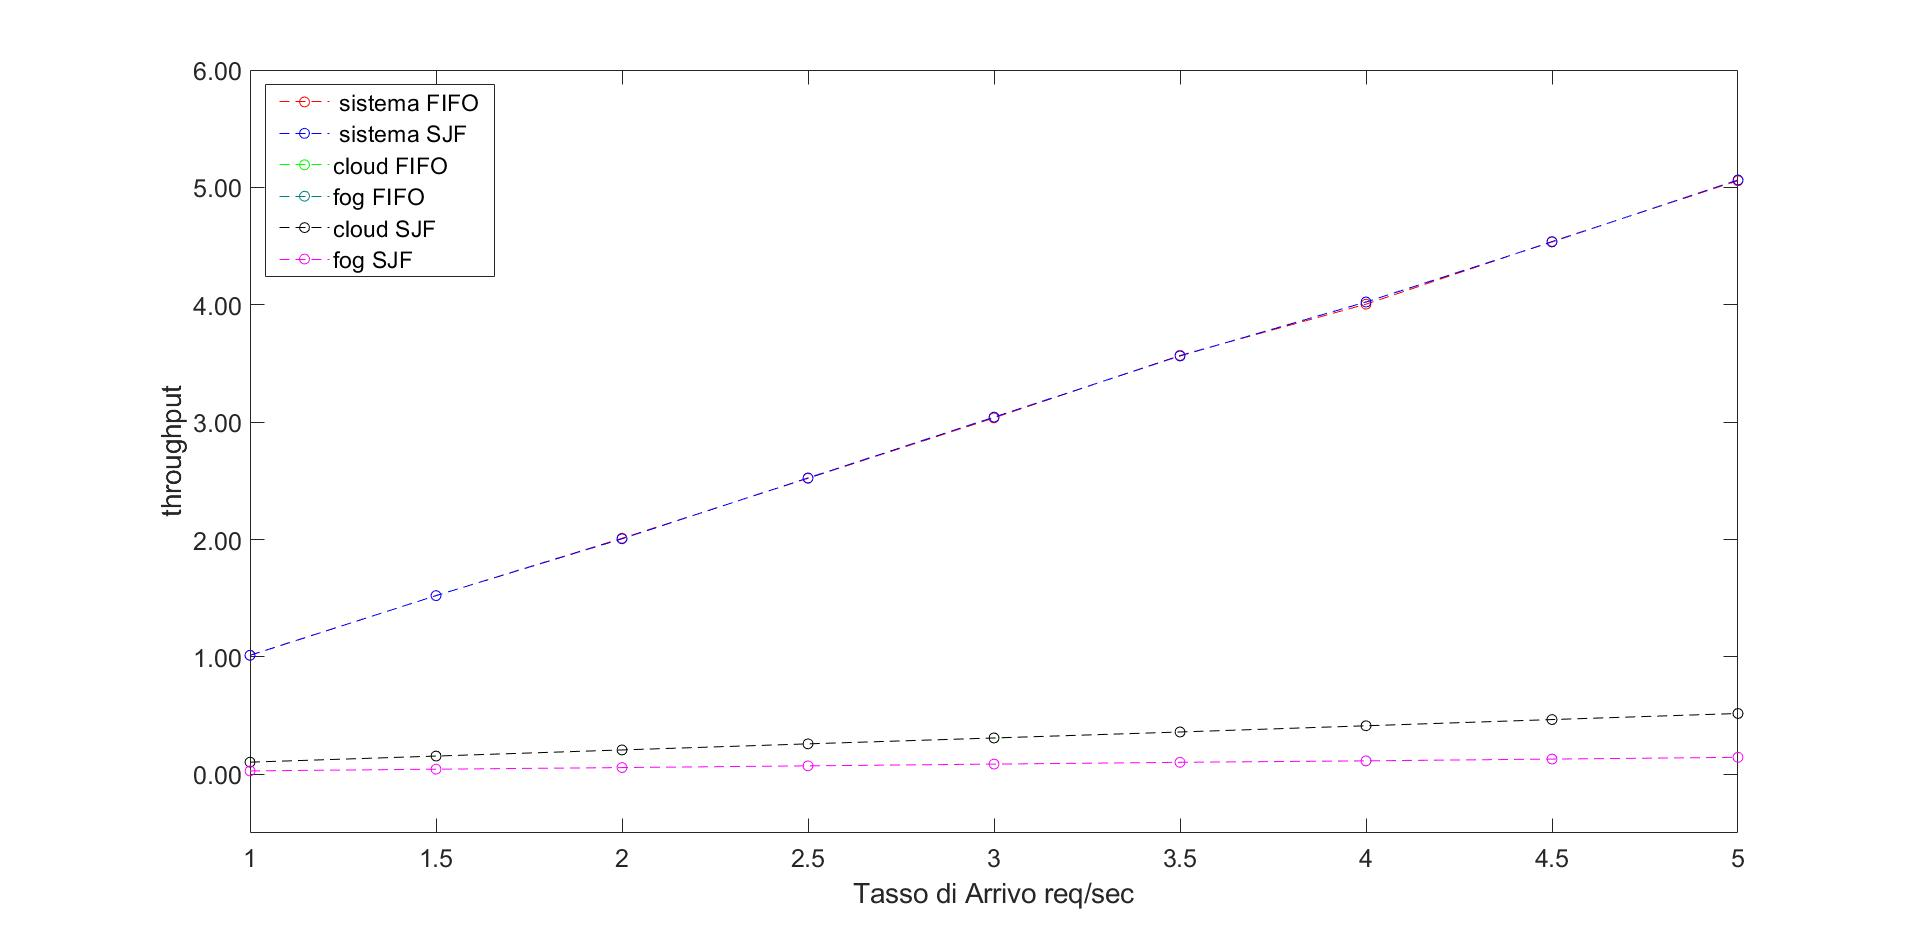 6.00
5.00
4.00
3.00
2.00
1.00
0.00
throughput
sistema FIFO
sistema SJF
cloud FIFO
fog FIFO
cloud SJF
fog SJF
1 1.5 2 2.5 3 3.5 4 4.5 5
Tasso di Arrivo req/sec